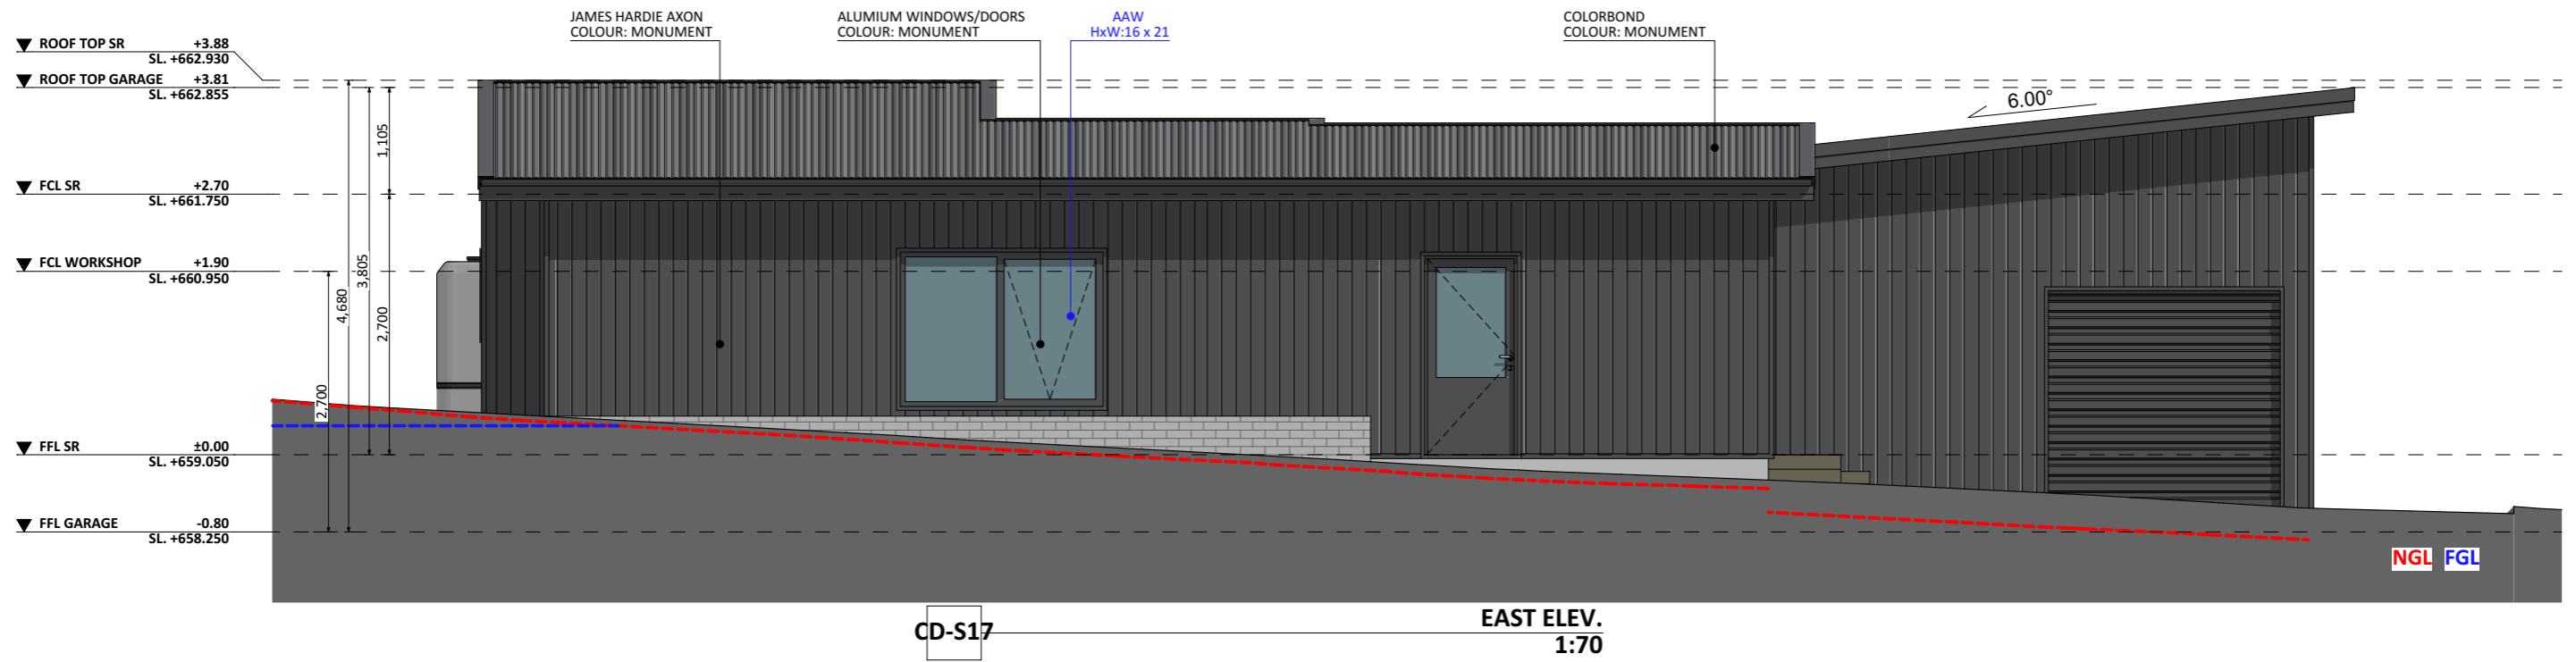 JAMES HARDIE AXON
COLOUR: MONUMENT
ALUMIUM WINDOWS/DOORS
COLOUR: MONUMENT
AAW
HxW:16 x 21
COLORBOND
COLOUR: MONUMENT
ROOF TOP SR +3.88
SL. +662.930
ROOF TOP GARAGE +3.81
SL. +662.855
FCL SR +2.70
SL. +661.750
FCL WORKSHOP +1.90
SL. +660.950
FFL SR ±0.00
SL. +659.050
FFL GARAGE -0.80
SL. +658.250
2,700
4,680
3,805
1,105
2,700
6.00°
NGL FGL
CD-S17
EAST ELEV.
1:70